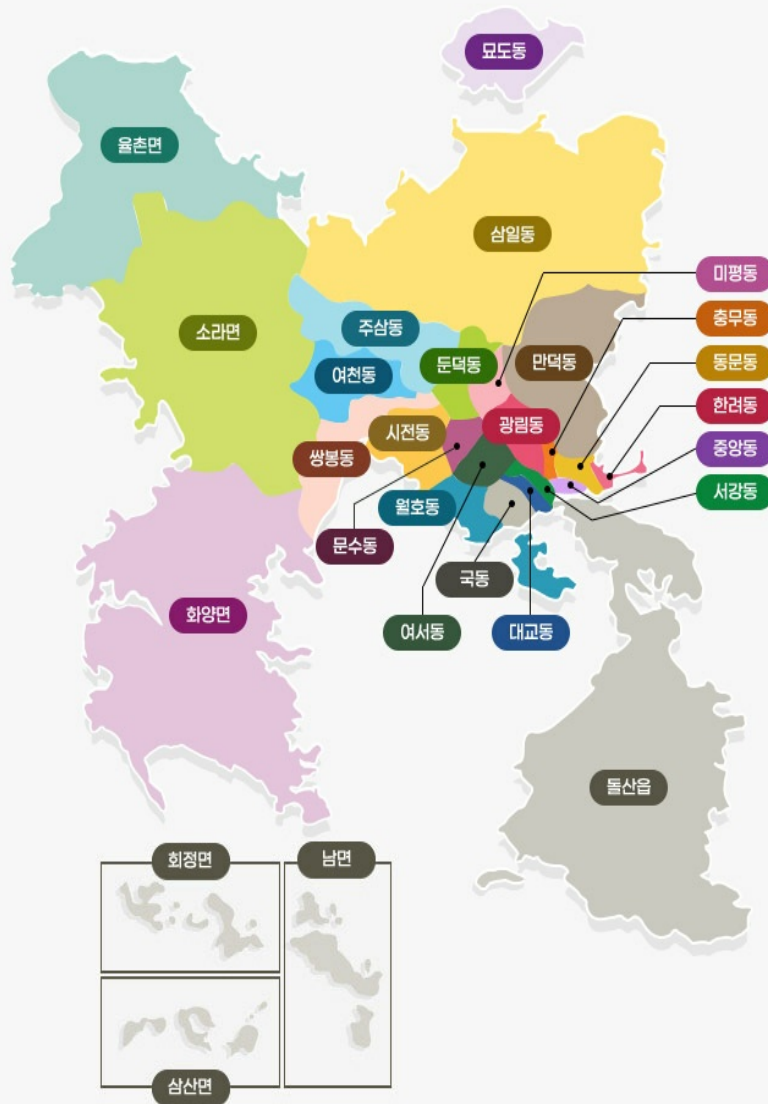 묘도동
율촌면
삼일동
미평동
충무동
주삼동
소라면
둔덕동
만덕동
동문동
여천동
한려동
광림동
시전동
중앙동
쌍봉동
서강동
월호동
문수동
국동
화양면
여서동
대교동
돌산읍
회정면
남면
삼산면